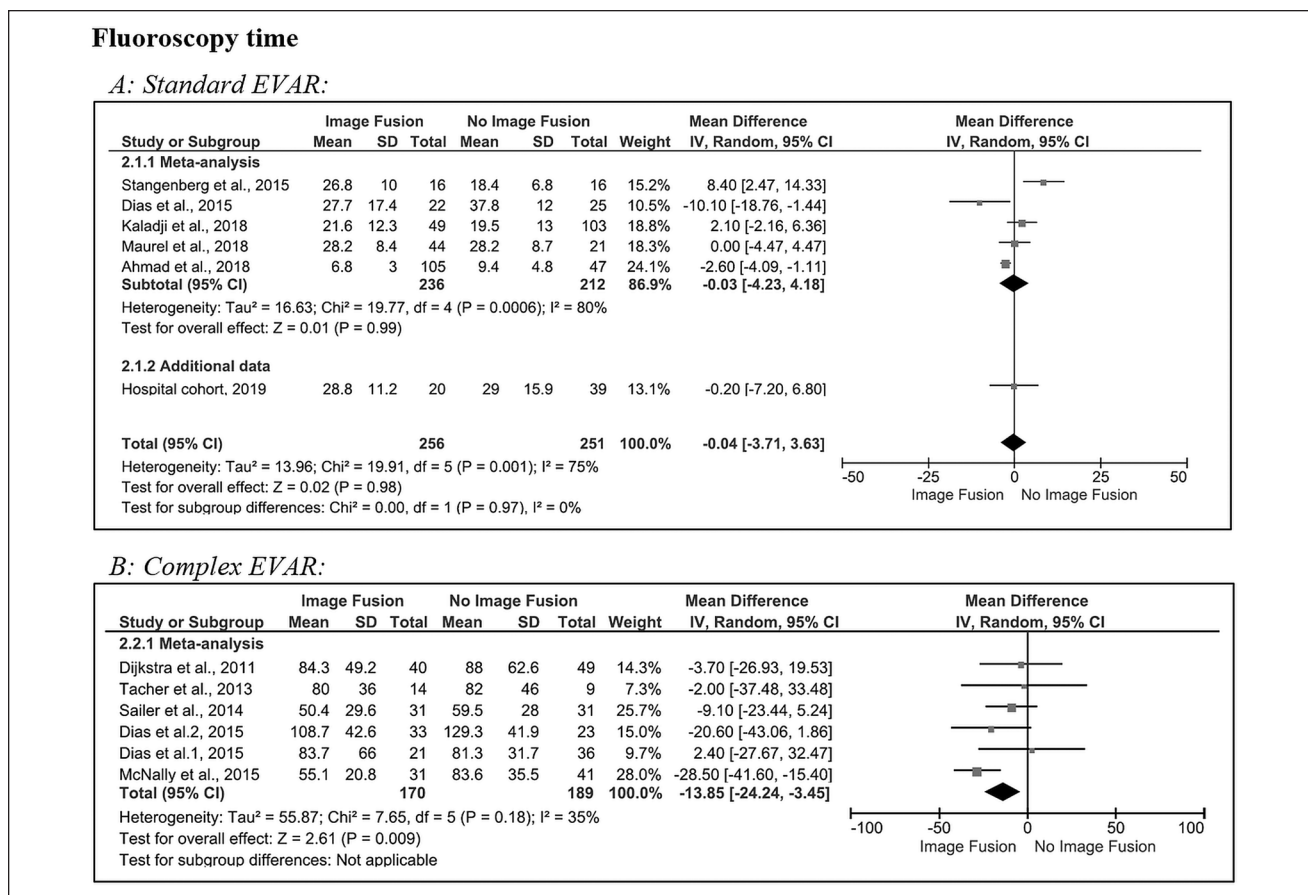 Fluoroscopy time
A: Standard EVAR:
Image Fusion No Image Fusion Mean Difference Mean Difference
Study or Subgroup Mean SD Total Mean SD Total Weight IV, Random, 95% CI IV, Random, 95% CI
2.1.1 Meta-analysis
Stangenberg et al., 2015 26.8 10 16 18.4 6.8 16 15.2% 8.40 [2.47, 14.33]
Dias et al., 2015 27.7 17.4 22 37.8 12 25 10.5% -10.10 [-18.76, -1.44]
Kaladji et al., 2018 21.6 12.3 49 19.5 13 103 18.8% 2.10 [-2.16, 6.36]
Maurel et al., 2018 28.2 8.4 44 28.2 8.7 21 18.3% 0.00 [-4.47, 4.47]
Ahmad et al., 2018 6.8 3 105 9.4 4.8 47 24.1% -2.60 [-4.09, -1.11]
Subtotal (95% CI) 236 212 86.9% -0.03 [-4.23, 4.18]
Heterogeneity: Tau² = 16.63; Chi² = 19.77, df = 4 (P = 0.0006); I² = 80%
Test for overall effect: Z = 0.01 (P = 0.99)
2.1.2 Additional data
Hospital cohort, 2019 28.8 11.2 20 29 15.9 39 13.1% -0.20 [-7.20, 6.80]
Total (95% CI) 256 251 100.0% -0.04 [-3.71, 3.63]
Heterogeneity: Tau² = 13.96; Chi² = 19.91, df = 5 (P = 0.001); I² = 75%
-50 -25 0 25 50
Test for overall effect: Z = 0.02 (P = 0.98)
Image Fusion No Image Fusion
Test for subgroup differences: Chi² = 0.00, df = 1 (P = 0.97), I² = 0%
B: Complex EVAR:
Image Fusion No Image Fusion Mean Difference Mean Difference
Study or Subgroup Mean SD Total Mean SD Total Weight IV, Random, 95% CI IV, Random, 95% CI
2.2.1 Meta-analysis
Dijkstra et al., 2011 84.3 49.2 40 88 62.6 49 14.3% -3.70 [-26.93, 19.53]
Tacher et al., 2013 80 36 14 82 46 9 7.3% -2.00 [-37.48, 33.48]
Sailer et al., 2014 50.4 29.6 31 59.5 28 31 25.7% -9.10 [-23.44, 5.24]
Dias et al.2, 2015 108.7 42.6 33 129.3 41.9 23 15.0% -20.60 [-43.06, 1.86]
Dias et al.1, 2015 83.7 66 21 81.3 31.7 36 9.7% 2.40 [-27.67, 32.47]
McNally et al., 2015 55.1 20.8 31 83.6 35.5 41 28.0% -28.50 [-41.60, -15.40]
Total (95% CI) 170 189 100.0% -13.85 [-24.24, -3.45]
Heterogeneity: Tau² = 55.87; Chi² = 7.65, df = 5 (P = 0.18); I² = 35%
-100 -50 0 50 100
Test for overall effect: Z = 2.61 (P = 0.009)
Image Fusion No Image Fusion
Test for subgroup differences: Not applicable